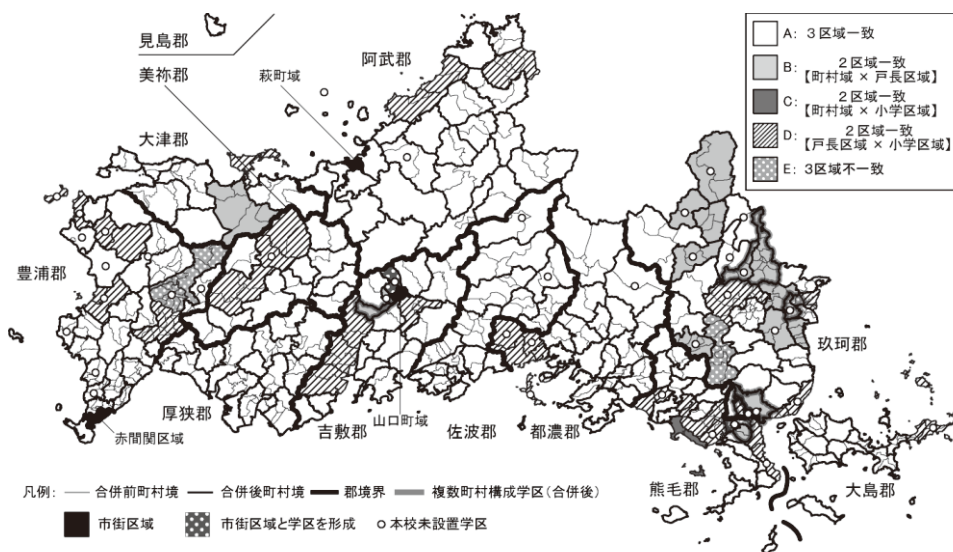 見島郡
美祢郡
萩町域
阿武郡
大津郡
豊浦郡
赤間関区域
厚狭郡
吉敷郡
山口町域
佐波郡
都濃郡
熊毛郡
大島郡
玖珂郡
A: 3区域一致
B: 2区域一致
【町村域 × 戸長区域】
C: 2区域一致
【町村域 × 小学区域】
D: 2区域一致
【戸長区域 × 小学区域】
E: 3区域不一致
凡例: 合併前町村境 合併後町村境 郡境界 複数町村構成学区(合併後)
市街区域 市街区域と学区を形成 本校未設置学区